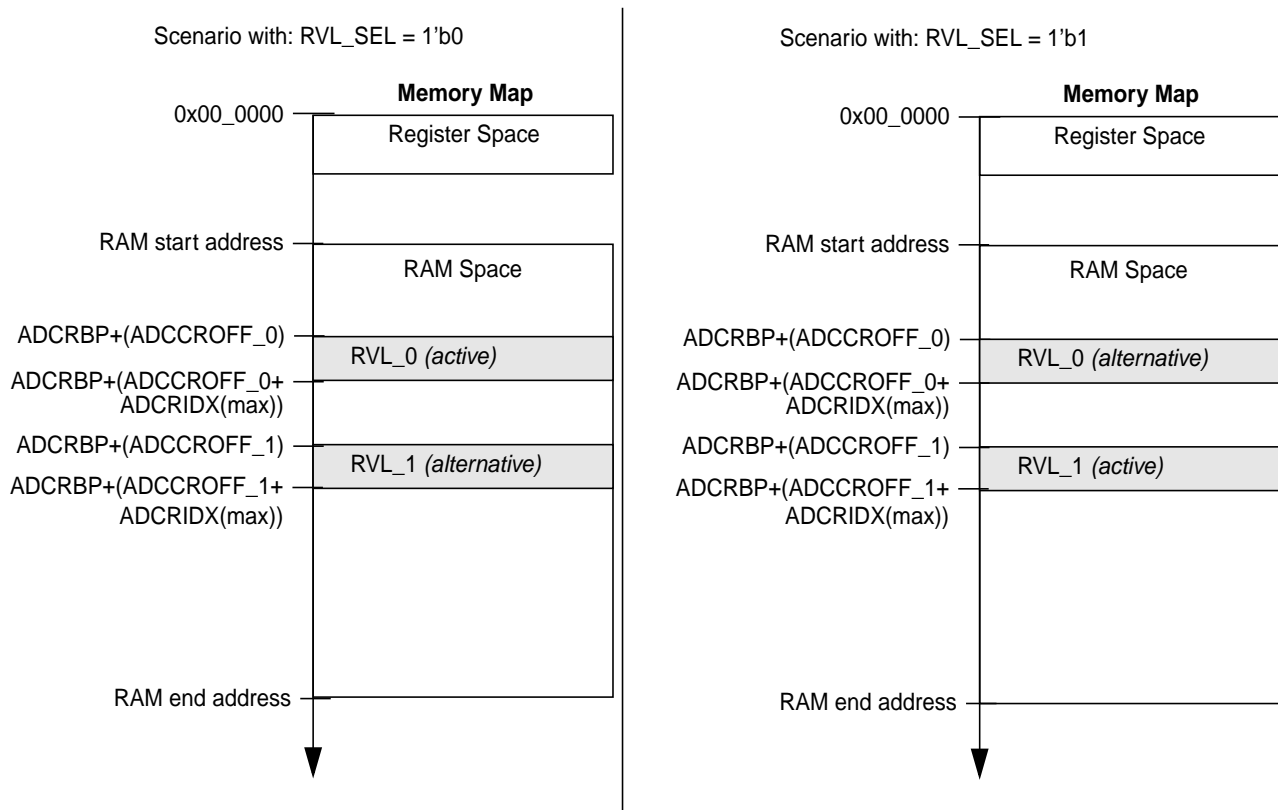 Scenario with: RVL_SEL = 1’b0
Memory Map
0x00_0000
Register Space
RAM start address
RAM Space
ADCRBP+(ADCCROFF_0)
RVL_0 (active)
ADCRBP+(ADCCROFF_0+
ADCRIDX(max))
ADCRBP+(ADCCROFF_1)
RVL_1 (alternative)
ADCRBP+(ADCCROFF_1+
ADCRIDX(max))
RAM end address
Scenario with: RVL_SEL = 1’b1
Memory Map
0x00_0000
Register Space
RAM start address
RAM Space
ADCRBP+(ADCCROFF_0)
RVL_0 (alternative)
ADCRBP+(ADCCROFF_0+
ADCRIDX(max))
ADCRBP+(ADCCROFF_1)
RVL_1 (active)
ADCRBP+(ADCCROFF_1+
ADCRIDX(max))
RAM end address